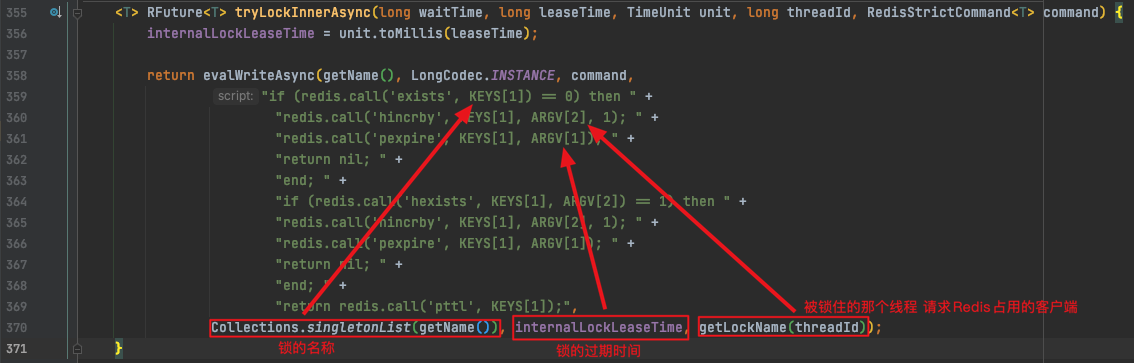 355 <T> RFuture<T> tryLockInnerAsync(long waitTime, long leaseTime, TimeUnit unit, long threadId, RedisStrictCommand<T> command) {
356 internalLockLeaseTime = unit.toMillis(leaseTime);
357
358 return evalWriteAsync(getName(), LongCodec.INSTANCE, command,
359 script: "if (redis.call('exists', KEYS[1]) == 0) then " +
360 "redis.call('hincrby', KEYS[1], ARGV[2], 1); " +
361 "redis.call('pexpire', KEYS[1], ARGV[1]); " +
362 "return nil; " +
363 "end; " +
364 "if (redis.call('hexists', KEYS[1], ARGV[2]) == 1) then " +
365 "redis.call('hincrby', KEYS[1], ARGV[2], 1); " +
366 "redis.call('pexpire', KEYS[1], ARGV[1]); " +
367 "return nil; " +
368 "end; " +
369 "return redis.call('pttl', KEYS[1]);",
被锁住的那个线程 请求Redis占用的客户端
370 Collections.singletonList(getName()), internalLockLeaseTime, getLockName(threadId));
锁的名称 锁的过期时间
371 }